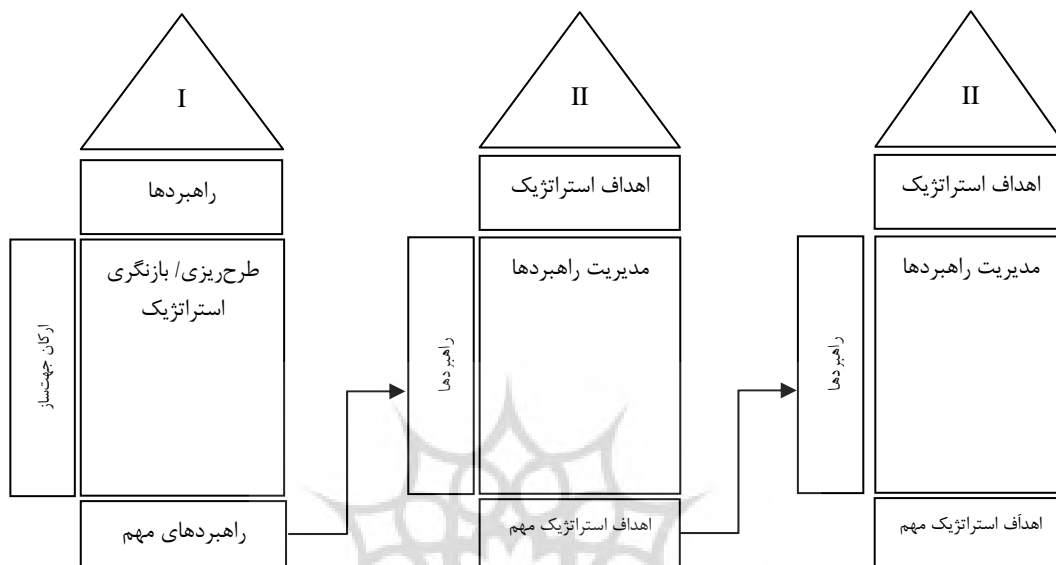 I
راهبردها
ارکان جهت‌ساز
طرح‌ریزی/ بازنگری
استراتژیک
راهبردهای مهم
II
اهداف استراتژیک
راهبردها
مدیریت راهبردها
اهداف استراتژیک مهم
II
اهداف استراتژیک
راهبردها
مدیریت راهبردها
اهداف استراتژیک مهم